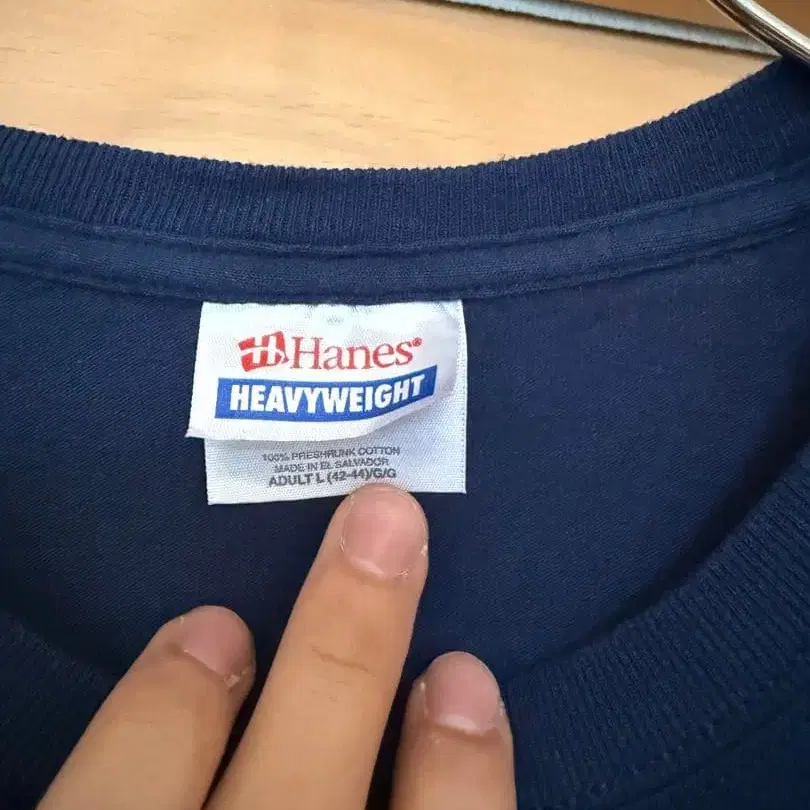 Hanes®
HEAVYWEIGHT
100% PRESHRUNK COTTON
MADE IN EL SALVADOR
ADULT L (42-44)/G/G